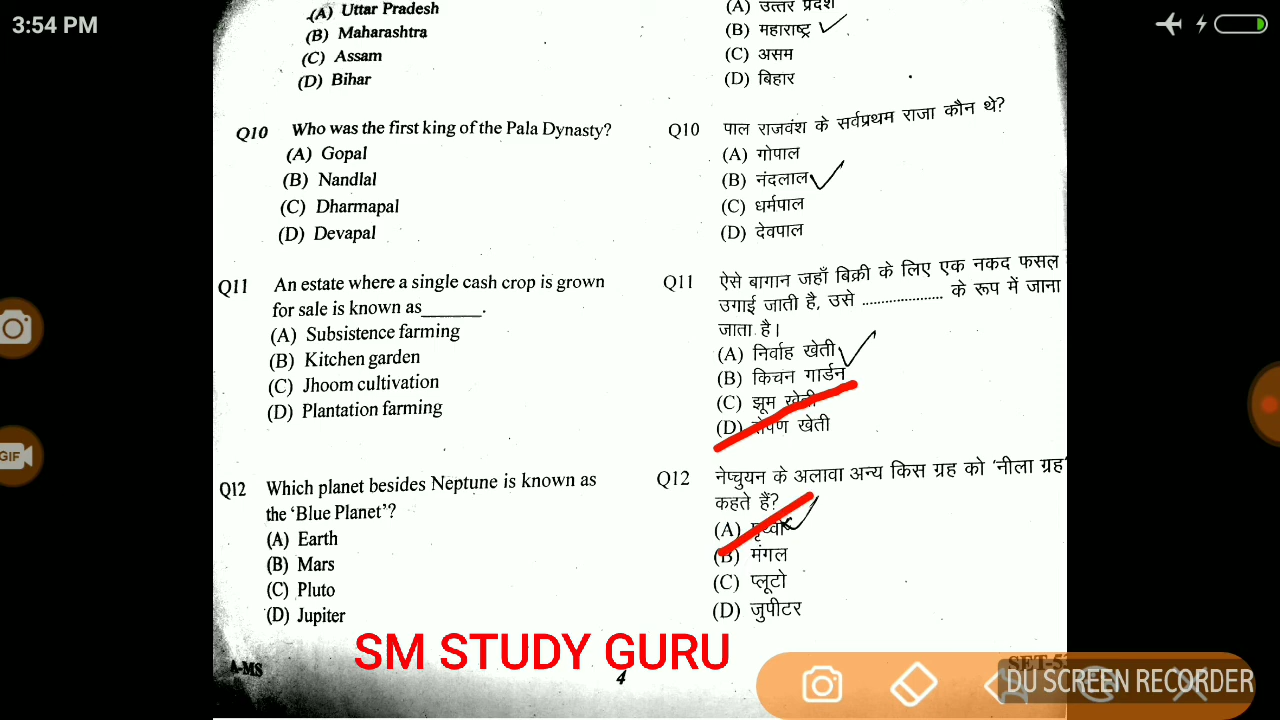 3:54 PM
(A) Uttar Pradesh
(B) Maharashtra
(C) Assam
(D) Bihar
Q10 Who was the first king of the Pala Dynasty?
(A) Gopal
(B) Nandlal
(C) Dharmapal
(D) Devapal
Q11 An estate where a single cash crop is grown
for sale is known as______.
(A) Subsistence farming
(B) Kitchen garden
(C) Jhoom cultivation
(D) Plantation farming
Q12 Which planet besides Neptune is known as
the ‘Blue Planet’?
(A) Earth
(B) Mars
(C) Pluto
(D) Jupiter
A-MS
(A) उत्तर प्रदेश
(B) महाराष्ट्र
(C) असम
(D) बिहार
Q10 पाल राजवंश के सर्वप्रथम राजा कौन थे?
(A) गोपाल
(B) नंदलाल
(C) धर्मपाल
(D) देवपाल
Q11 ऐसे बागान जहाँ बिक्री के लिए एक नकद फसल
उगाई जाती है, उसे .................... के रूप में जाना
जाता है।
(A) निर्वाह खेती
(B) किचन गार्डन
(C) झूम खेती
(D) रोपण खेती
Q12 नेप्चुयन के अलावा अन्य किस ग्रह को ‘नीला ग्रह’
कहते हैं?
(A) पृथ्वी
(B) मंगल
(C) प्लूटो
(D) जुपीटर
SM STUDY GURU
4
GIF
DU SCREEN RECORDER